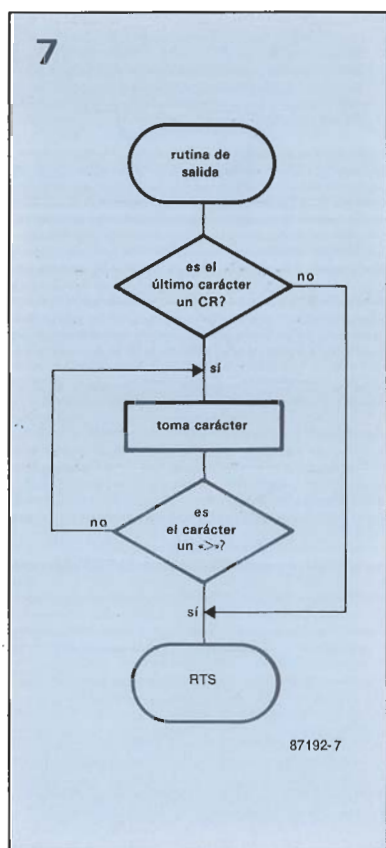 7
rutina de
salida
es el
último carácter
un CR?
no
sí
toma carácter
es
el carácter
un «>»?
no
sí
RTS
87192-7